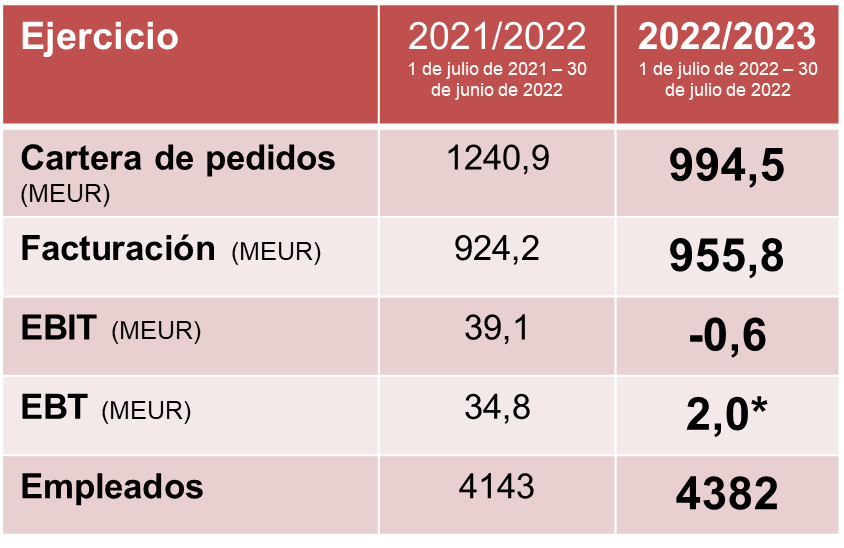 Ejercicio 2021/2022 2022/2023
1 de julio de 2021 – 30 1 de julio de 2022 – 30
de junio de 2022 de julio de 2022
Cartera de pedidos 1240,9 994,5
(MEUR)
Facturación (MEUR) 924,2 955,8
EBIT (MEUR) 39,1 -0,6
EBT (MEUR) 34,8 2,0*
Empleados 4143 4382